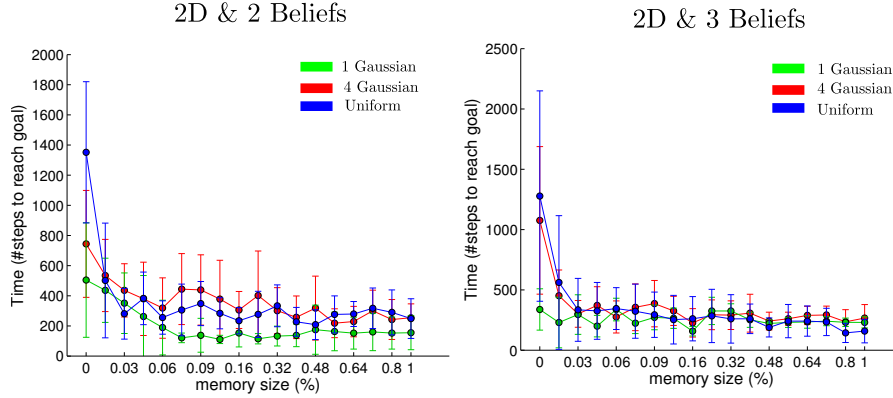 2D & 2 Beliefs
Time (#steps to reach goal)
2000
1800
1600
1400
1200
1000
800
600
400
200
0
1 Gaussian
4 Gaussian
Uniform
0 0.03 0.06 0.09 0.16 0.32 0.48 0.64 0.8 1
memory size (%)
2D & 3 Beliefs
Time (#steps to reach goal)
2500
2000
1500
1000
500
0
1 Gaussian
4 Gaussian
Uniform
0 0.03 0.06 0.09 0.16 0.32 0.48 0.64 0.8 1
memory size (%)